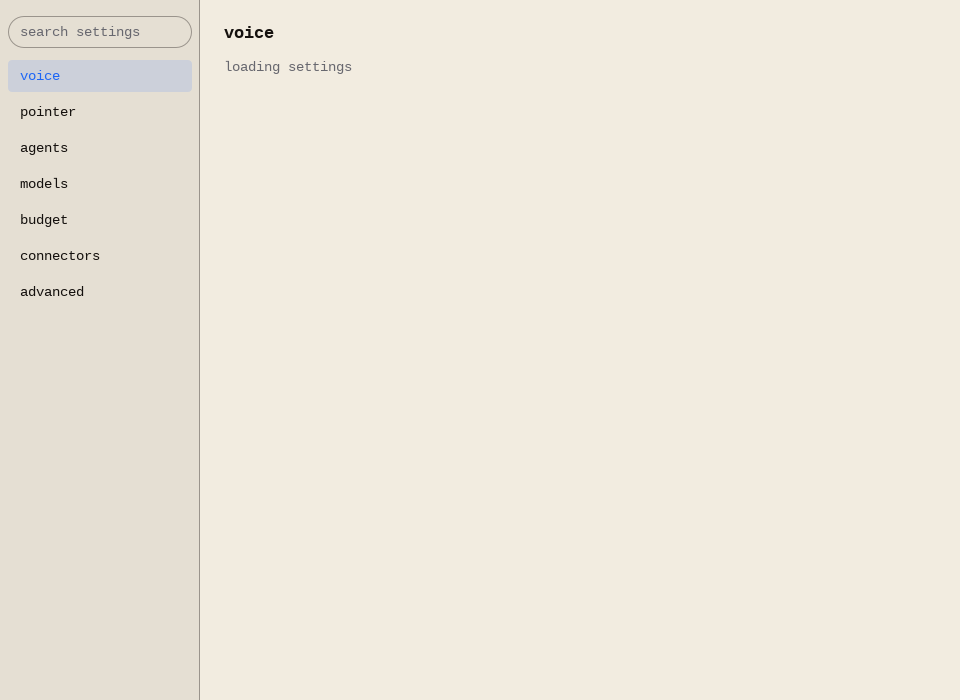 search settings
voice
pointer
agents
models
budget
connectors
advanced
voice
loading settings